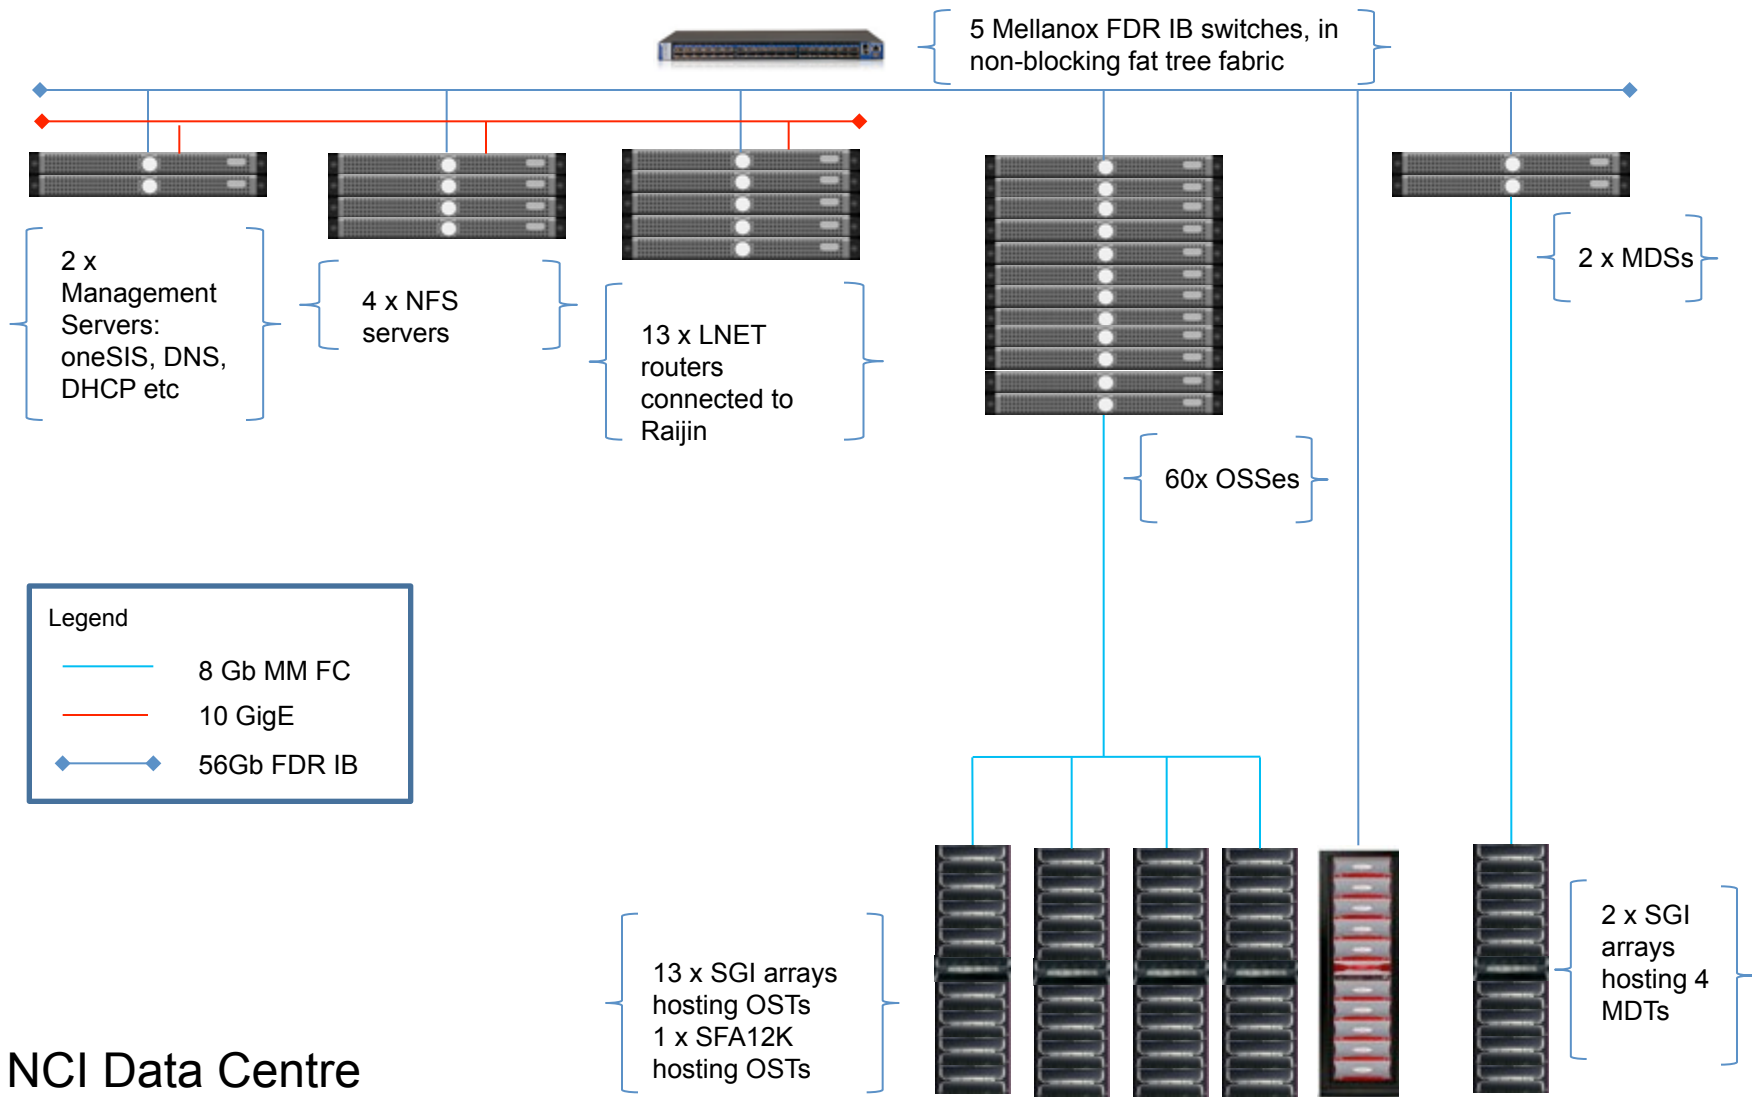 5 Mellanox FDR IB switches, in
non-blocking fat tree fabric
2 x
Management
Servers:
oneSIS, DNS,
DHCP etc
4 x NFS
servers
13 x LNET
routers
connected to
Raijin
60x OSSes
2 x MDSs
Legend
8 Gb MM FC
10 GigE
56Gb FDR IB
13 x SGI arrays
hosting OSTs
1 x SFA12K
hosting OSTs
2 x SGI
arrays
hosting 4
MDTs
NCI Data Centre